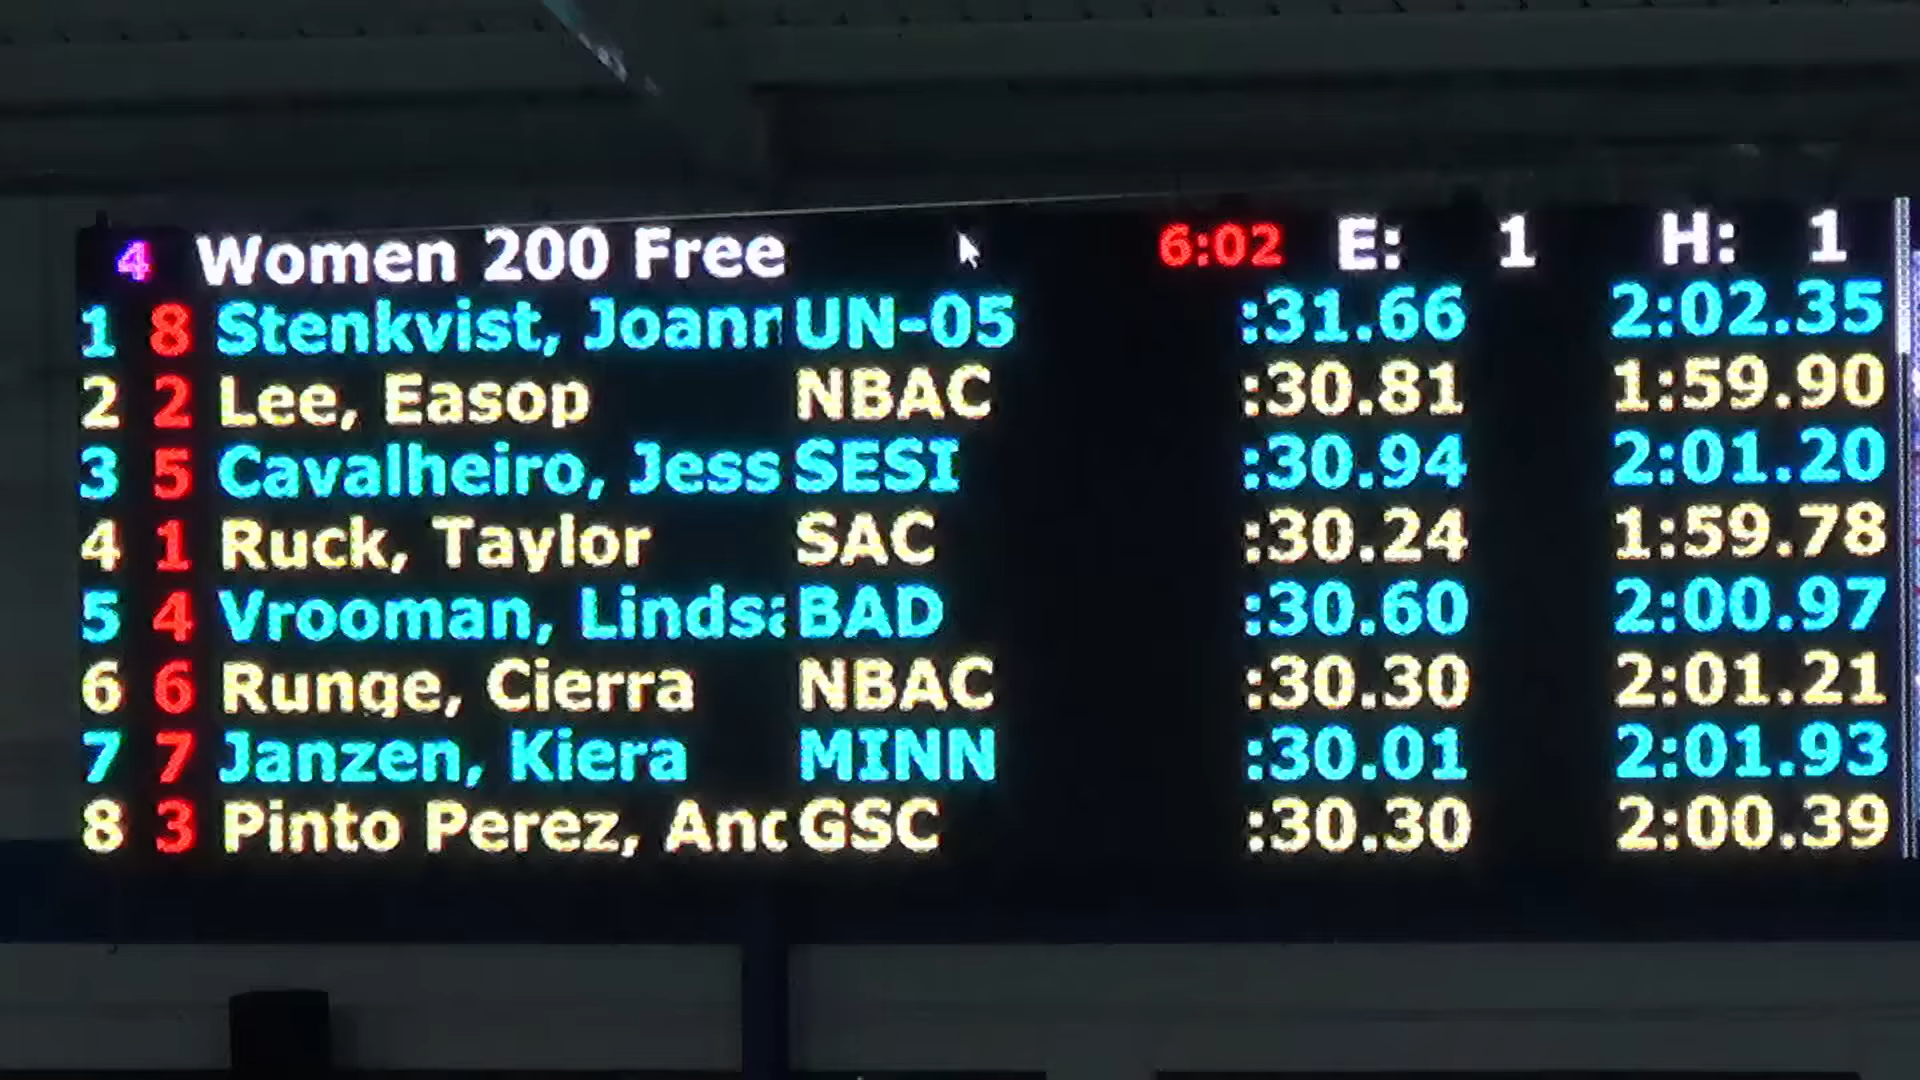 4 Women 200 Free 6:02 E: 1 H: 1
1 8 Stenkvist, Joann UN-05 :31.66 2:02.35
2 2 Lee, Easop NBAC :30.81 1:59.90
3 5 Cavalheiro, Jess SESI :30.94 2:01.20
4 1 Ruck, Taylor SAC :30.24 1:59.78
5 4 Vrooman, Lindsa BAD :30.60 2:00.97
6 6 Runge, Cierra NBAC :30.30 2:01.21
7 7 Janzen, Kiera MINN :30.01 2:01.93
8 3 Pinto Perez, And GSC :30.30 2:00.39